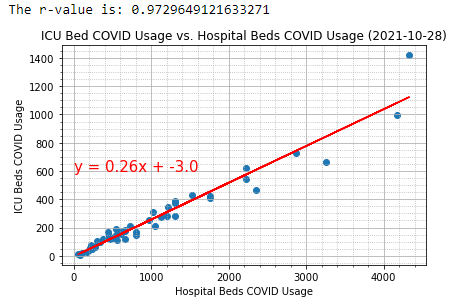 The r-value is: 0.9729649121633271
ICU Bed COVID Usage vs. Hospital Beds COVID Usage (2021-10-28)
1400
1200
1000
800
600
400
200
0
ICU Beds COVID Usage
y = 0.26x + -3.0
0 1000 2000 3000 4000
Hospital Beds COVID Usage